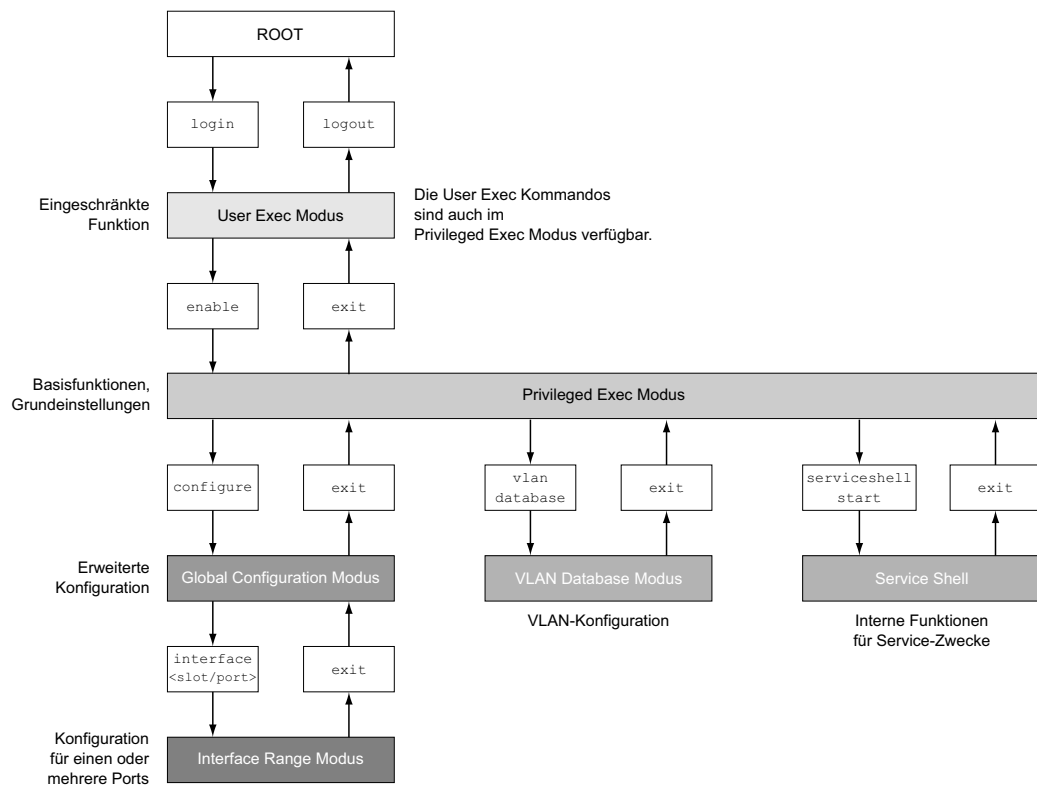 ROOT
login
logout
Eingeschränkte
Funktion
User Exec Modus
Die User Exec Kommandos
sind auch im
Privileged Exec Modus verfügbar.
enable
exit
Basisfunktionen,
Grundeinstellungen
Privileged Exec Modus
configure
exit
vlan
database
exit
serviceshell
start
exit
Erweiterte
Konfiguration
Global Configuration Modus
VLAN Database Modus
Service Shell
VLAN-Konfiguration
Interne Funktionen
für Service-Zwecke
interface
<slot/port>
exit
Konfiguration
für einen oder
mehrere Ports
Interface Range Modus